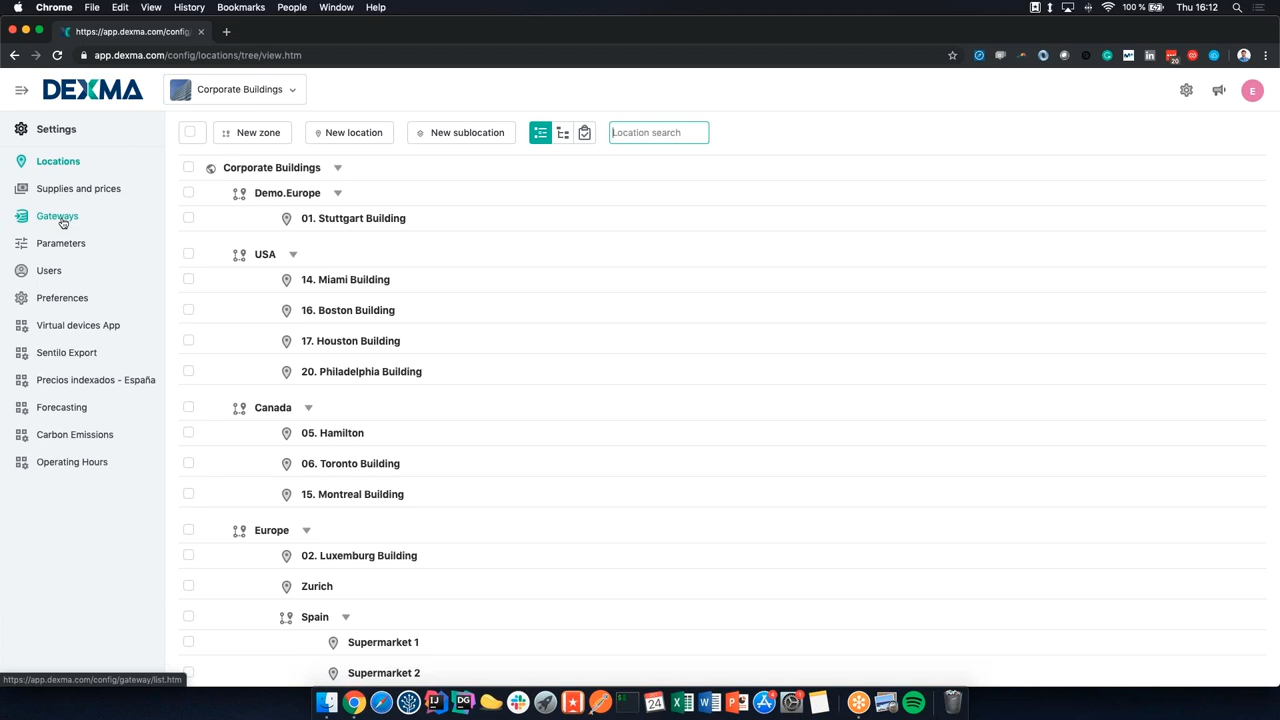 Chrome File Edit View History Bookmarks People Window Help 100 % Thu 16:12
https://app.dexma.com/config/
app.dexma.com/config/locations/tree/view.htm 20
DEXMA Corporate Buildings E
Settings
Locations
Supplies and prices
Gateways
Parameters
Users
Preferences
Virtual devices App
Sentilo Export
Precios indexados - España
Forecasting
Carbon Emissions
Operating Hours
New zone New location New sublocation Location search
Corporate Buildings
Demo.Europe
01. Stuttgart Building
USA
14. Miami Building
16. Boston Building
17. Houston Building
20. Philadelphia Building
Canada
05. Hamilton
06. Toronto Building
15. Montreal Building
Europe
02. Luxemburg Building
Zurich
Spain
Supermarket 1
Supermarket 2
https://app.dexma.com/config/gateway/list.htm
IJ DG 24